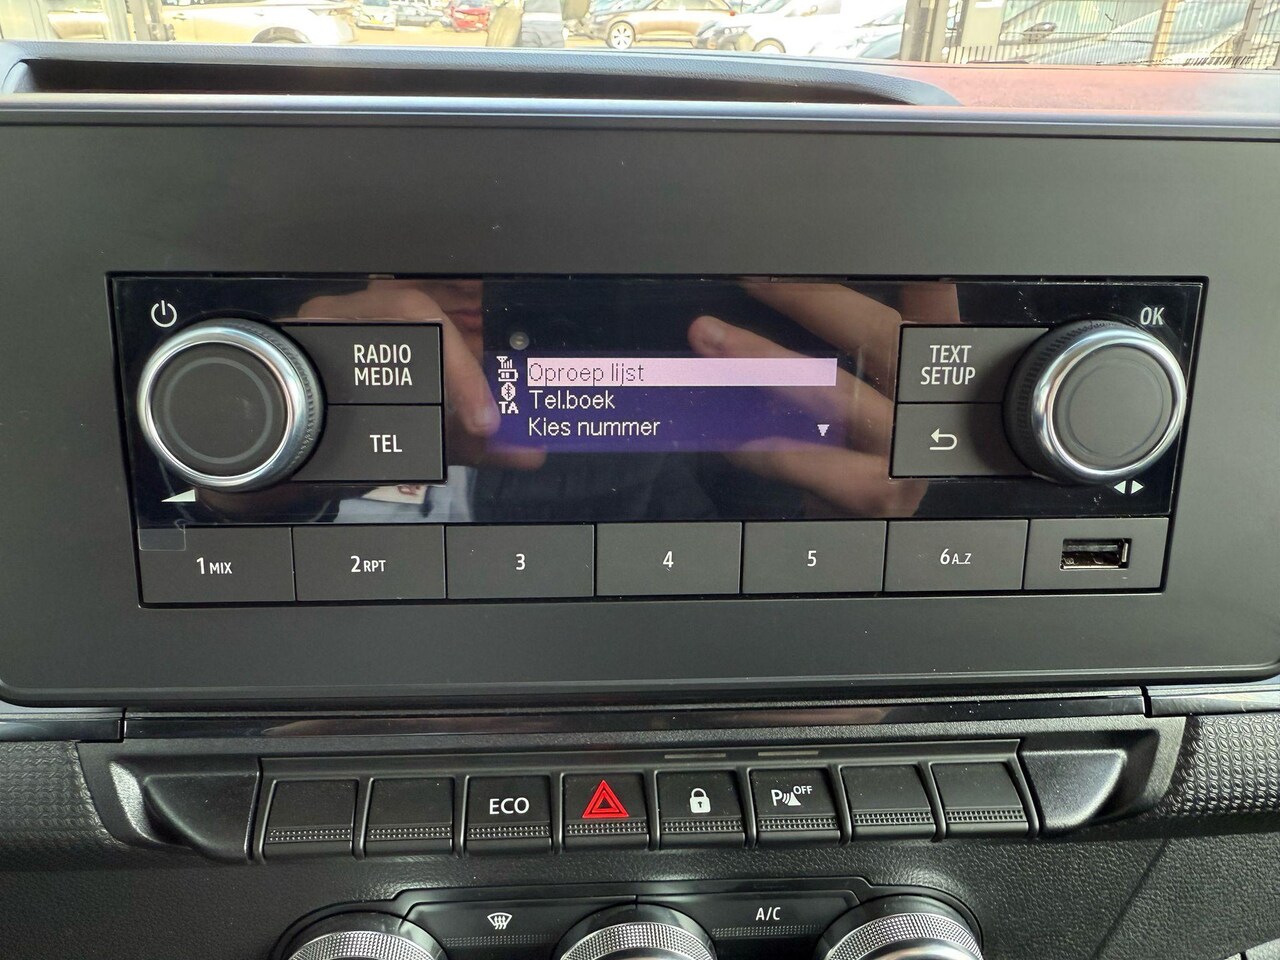 OK
RADIO
MEDIA
TEXT
SETUP
Oproep lijst
TA
Tel.boek
Kies nummer
TEL
1 MIX
2 RPT
3
4
5
6 A_Z
ECO
P OFF
A/C